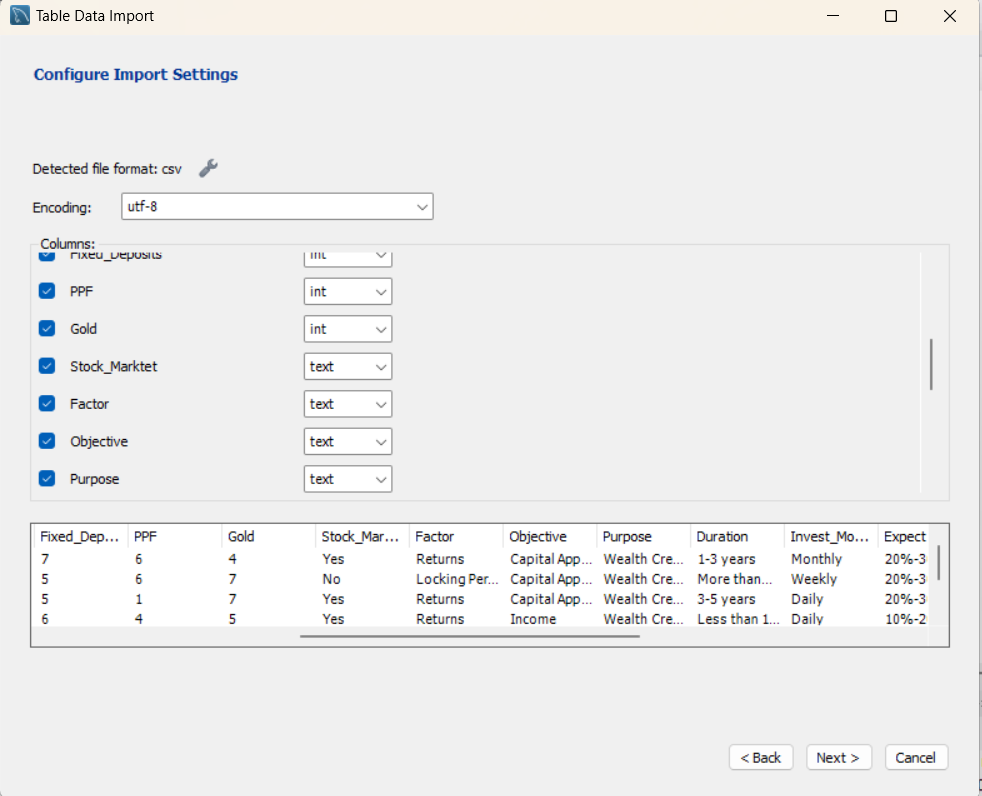 Table Data Import
Configure Import Settings
Detected file format: csv
Encoding: utf-8
Columns:
Fixed_Deposits int
PPF int
Gold int
Stock_Marktet text
Factor text
Objective text
Purpose text
Fixed_Dep... PPF Gold Stock_Mar... Factor Objective Purpose Duration Invest_Mo... Expect
7 6 4 Yes Returns Capital App... Wealth Cre... 1-3 years Monthly 20%-3
5 6 7 No Locking Per... Capital App... Wealth Cre... More than... Weekly 20%-3
5 1 7 Yes Returns Capital App... Wealth Cre... 3-5 years Daily 20%-3
6 4 5 Yes Returns Income Wealth Cre... Less than 1... Daily 10%-2
< Back Next > Cancel